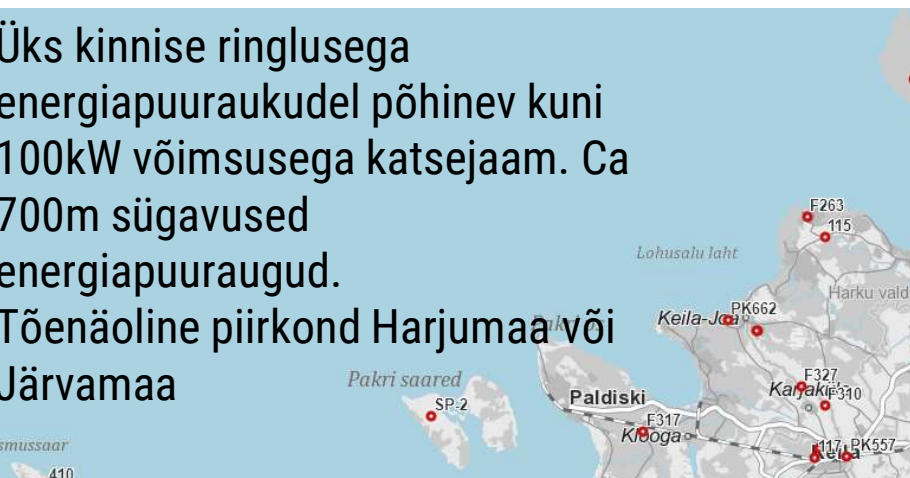 Üks kinnise ringlusega
energiapuuraukudel põhinev kuni
100kW võimsusega katsejaam. Ca
700m sügavused
energiapuuraugud.
Tõenäoline piirkond Harjumaa või
Järvamaa
F263
115
Lohusalu laht
Harku vald
PK662
Keila-Joa
Pakri saared
SP-2
Paldiski
F327
F310
F317
Klooga
117
PK557
Keila
smussaar
410